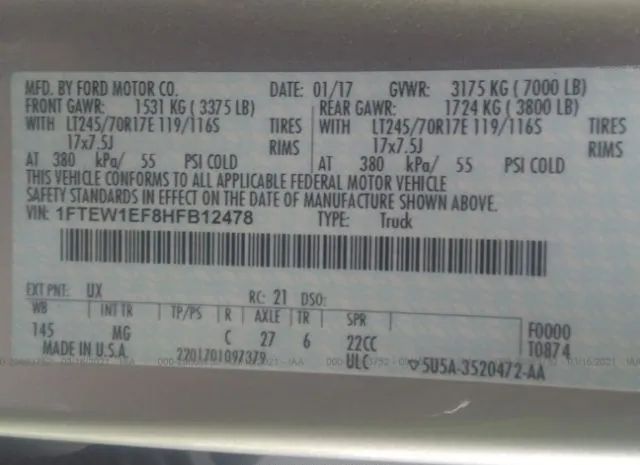 MFD. BY FORD MOTOR CO. DATE: 01/17 GVWR: 3175 KG ( 7000 LB)
FRONT GAWR: 1531 KG ( 3375 LB) REAR GAWR: 1724 KG ( 3800 LB)
WITH LT245/70R17E 119/116S TIRES WITH LT245/70R17E 119/116S TIRES
17x7.5J RIMS 17x7.5J RIMS
AT 380 kPa/ 55 PSI COLD AT 380 kPa/ 55 PSI COLD
THIS VEHICLE CONFORMS TO ALL APPLICABLE FEDERAL MOTOR VEHICLE
SAFETY STANDARDS IN EFFECT ON THE DATE OF MANUFACTURE SHOWN ABOVE.
VIN: 1FTEW1EF8HFB12478 TYPE: Truck
EXT PNT: UX RC: 21 DSO:
WB INT TR TP/PS R AXLE TR SPR F0000
145 MG C 27 6 22CC T0874
MADE IN U.S.A. 2201701097379 ULC 5U5A-3520472-AA